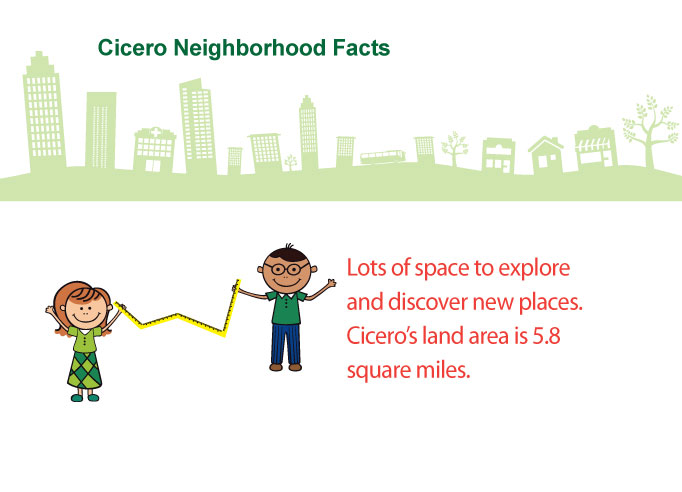 Cicero Neighborhood Facts
Lots of space to explore
and discover new places.
Cicero’s land area is 5.8
square miles.